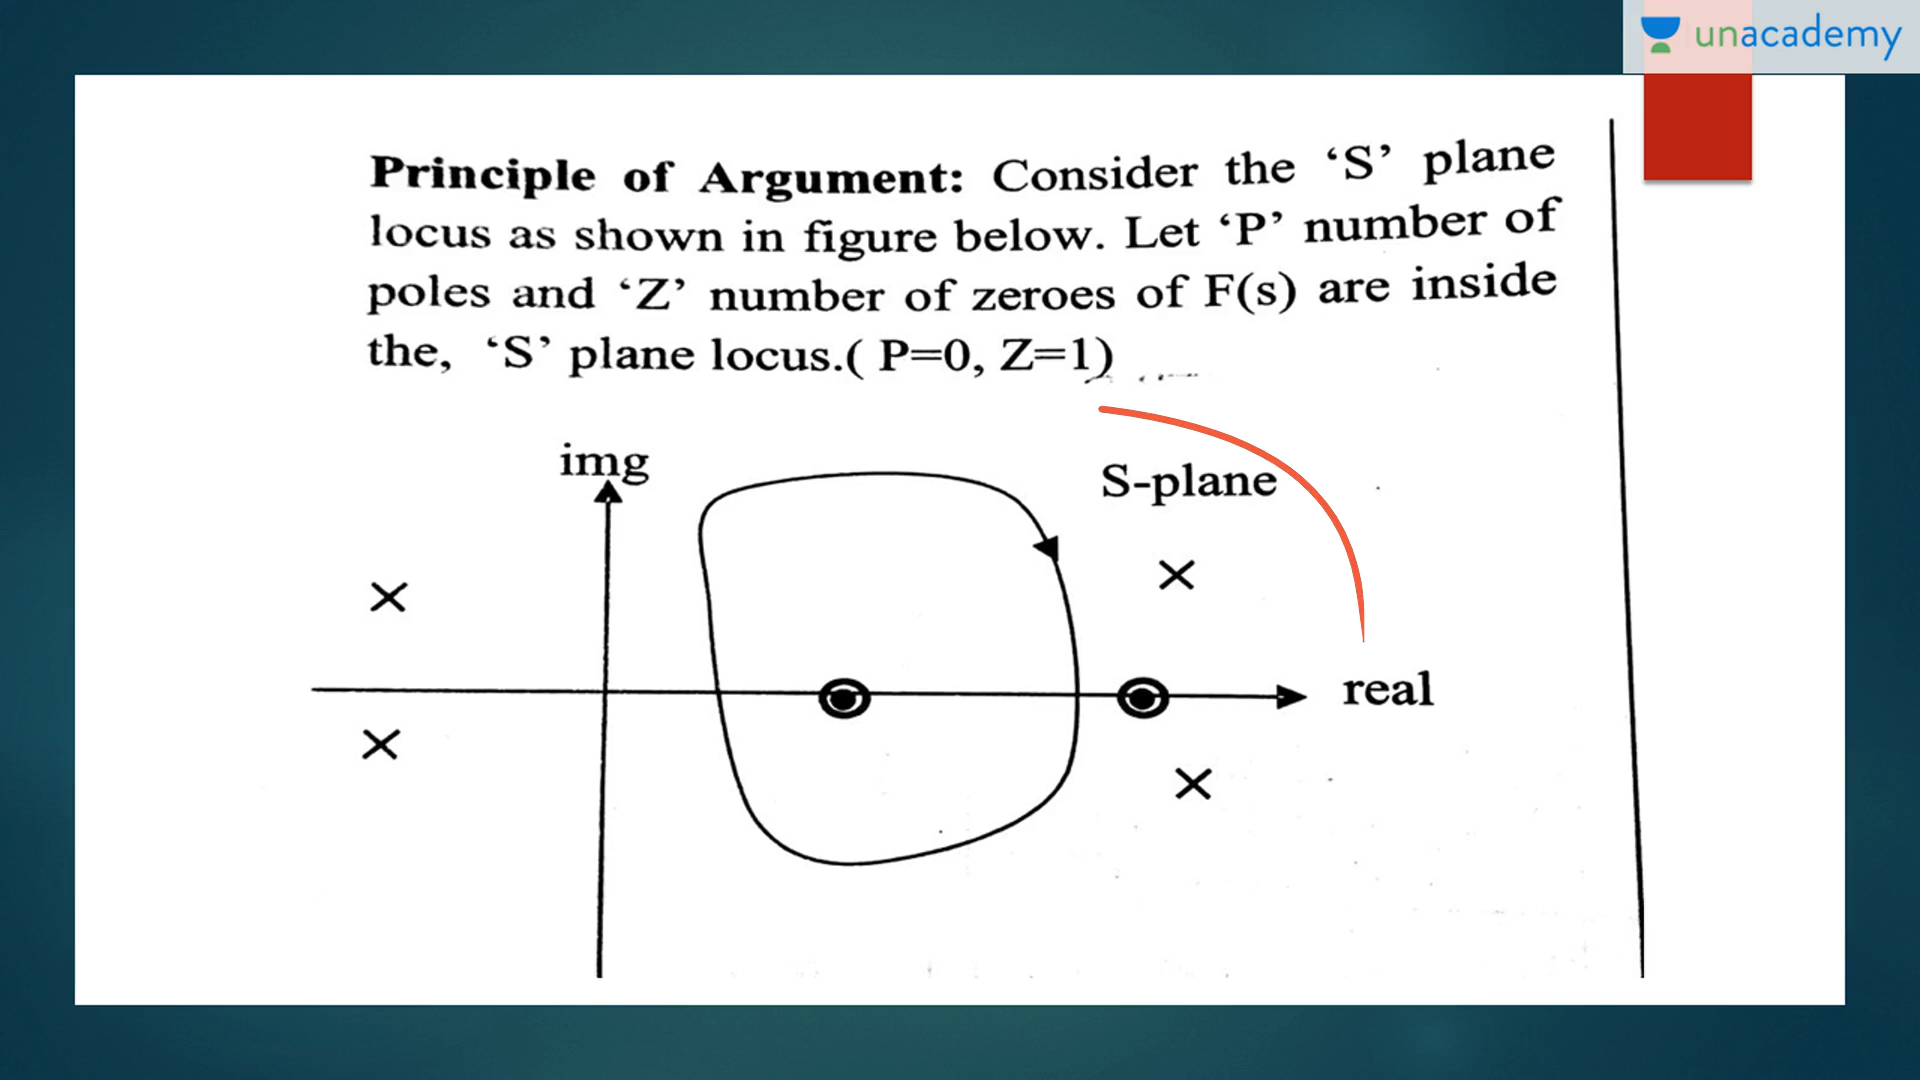 unacademy
Principle of Argument: Consider the ‘S’ plane
locus as shown in figure below. Let ‘P’ number of
poles and ‘Z’ number of zeroes of F(s) are inside
the, ‘S’ plane locus.( P=0, Z=1)
img
S-plane
real